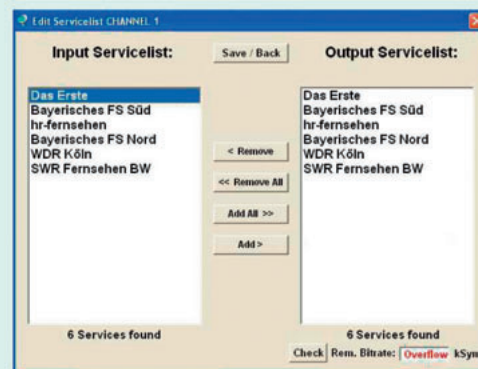 Edit Servicelist CHANNEL 1
Input Servicelist:
Save / Back
Output Servicelist:
Das Erste
Bayerisches FS Süd
hr-fernsehen
Bayerisches FS Nord
WDR Köln
SWR Fernsehen BW
< Remove
<< Remove All
Add All >>
Add >
Das Erste
Bayerisches FS Süd
hr-fernsehen
Bayerisches FS Nord
WDR Köln
SWR Fernsehen BW
6 Services found
6 Services found
Check Rem. Bitrate: Overflow kSym